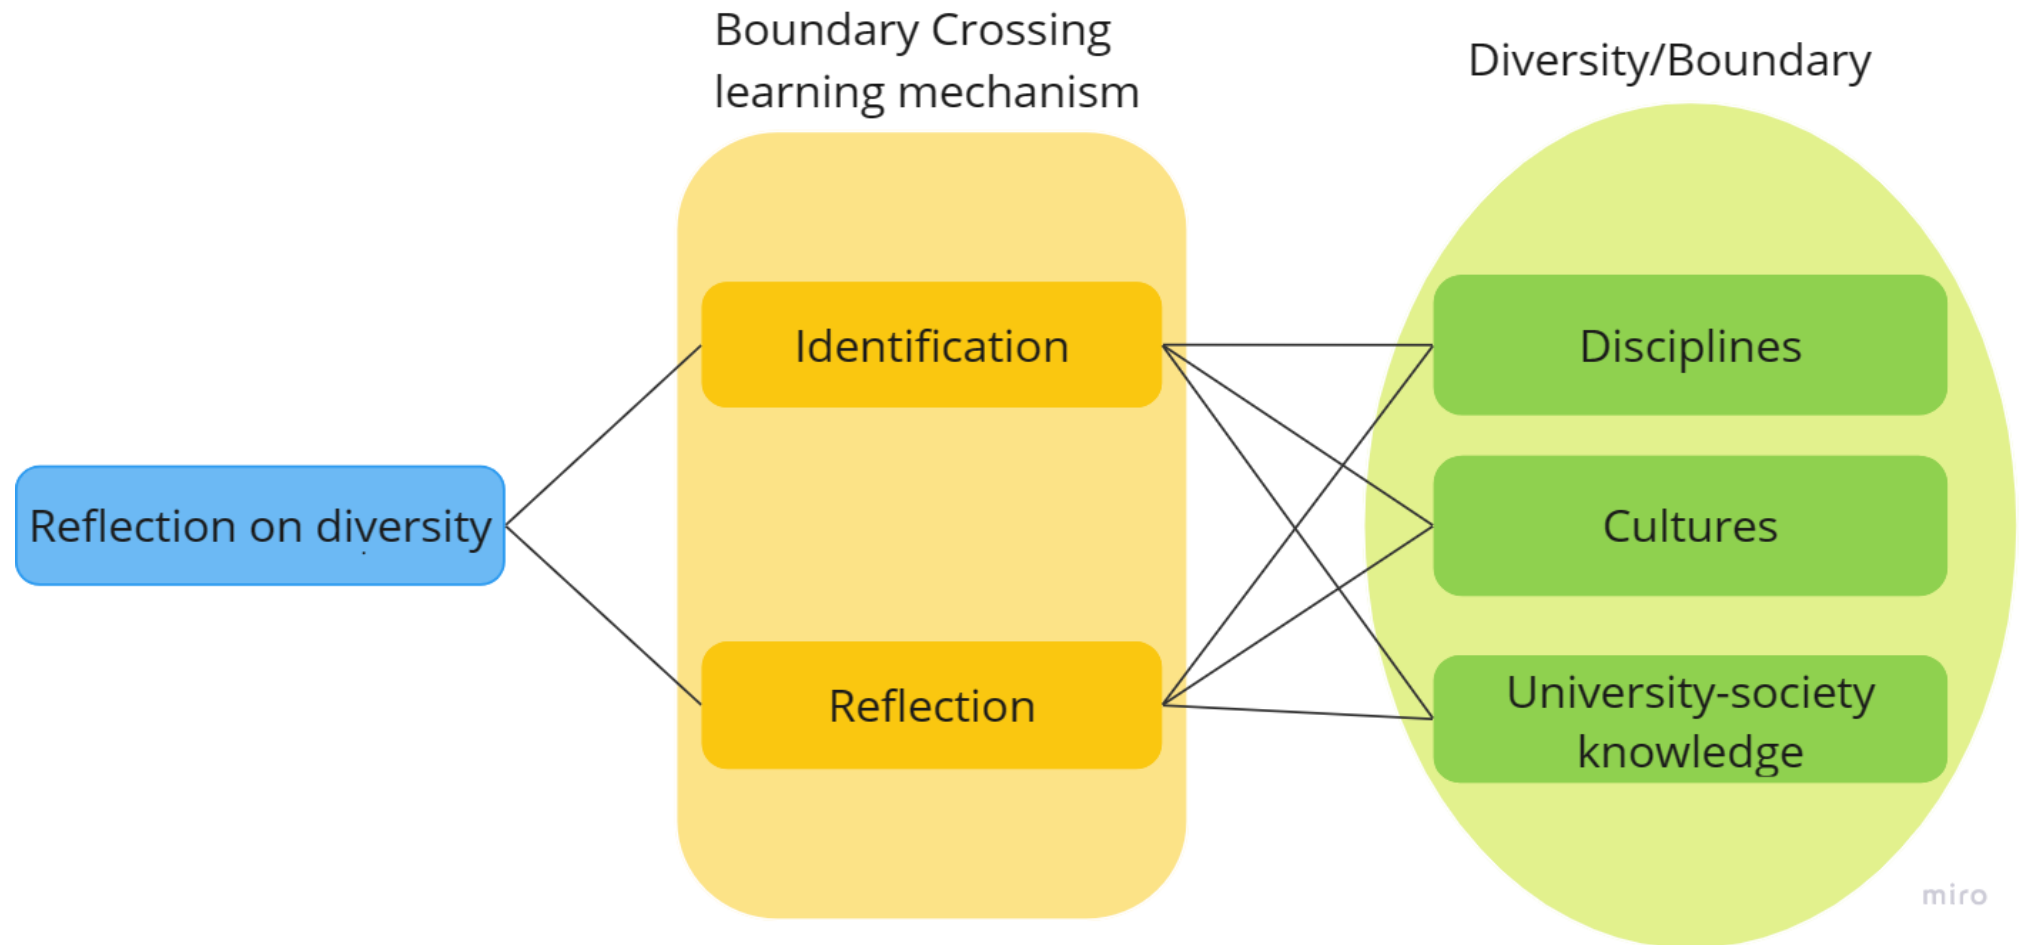 Boundary Crossing
learning mechanism
Diversity/Boundary
Identification
Disciplines
Reflection on diversity
Cultures
Reflection
University-society
knowledge
miro